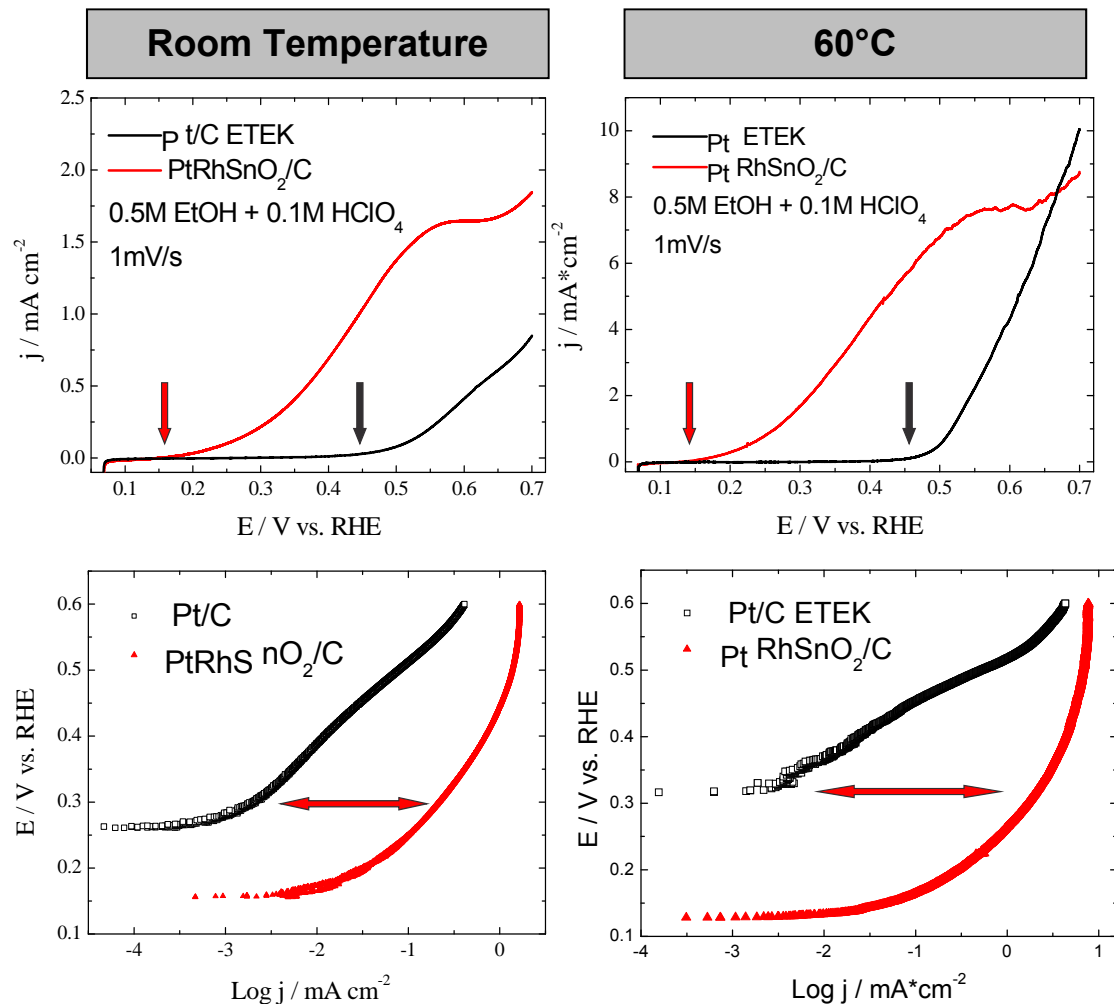 Room Temperature
60°C
2.5
2.0
1.5
1.0
0.5
0.0
j / mA cm-2
P t/C ETEK
PtRhSnO2/C
0.5M EtOH + 0.1M HClO4
1mV/s
0.1 0.2 0.3 0.4 0.5 0.6 0.7
E / V vs. RHE
10
8
6
4
2
0
j / mA*cm-2
Pt ETEK
Pt RhSnO2/C
0.5M EtOH + 0.1M HClO4
1mV/s
0.1 0.2 0.3 0.4 0.5 0.6 0.7
E / V vs. RHE
0.6
0.5
0.4
0.3
0.2
0.1
E / V vs. RHE
Pt/C
PtRhS nO2/C
-4 -3 -2 -1 0
Log j / mA cm-2
0.6
0.5
0.4
0.3
0.2
0.1
E / V vs. RHE
Pt/C ETEK
Pt RhSnO2/C
-4 -3 -2 -1 0 1
Log j / mA*cm-2